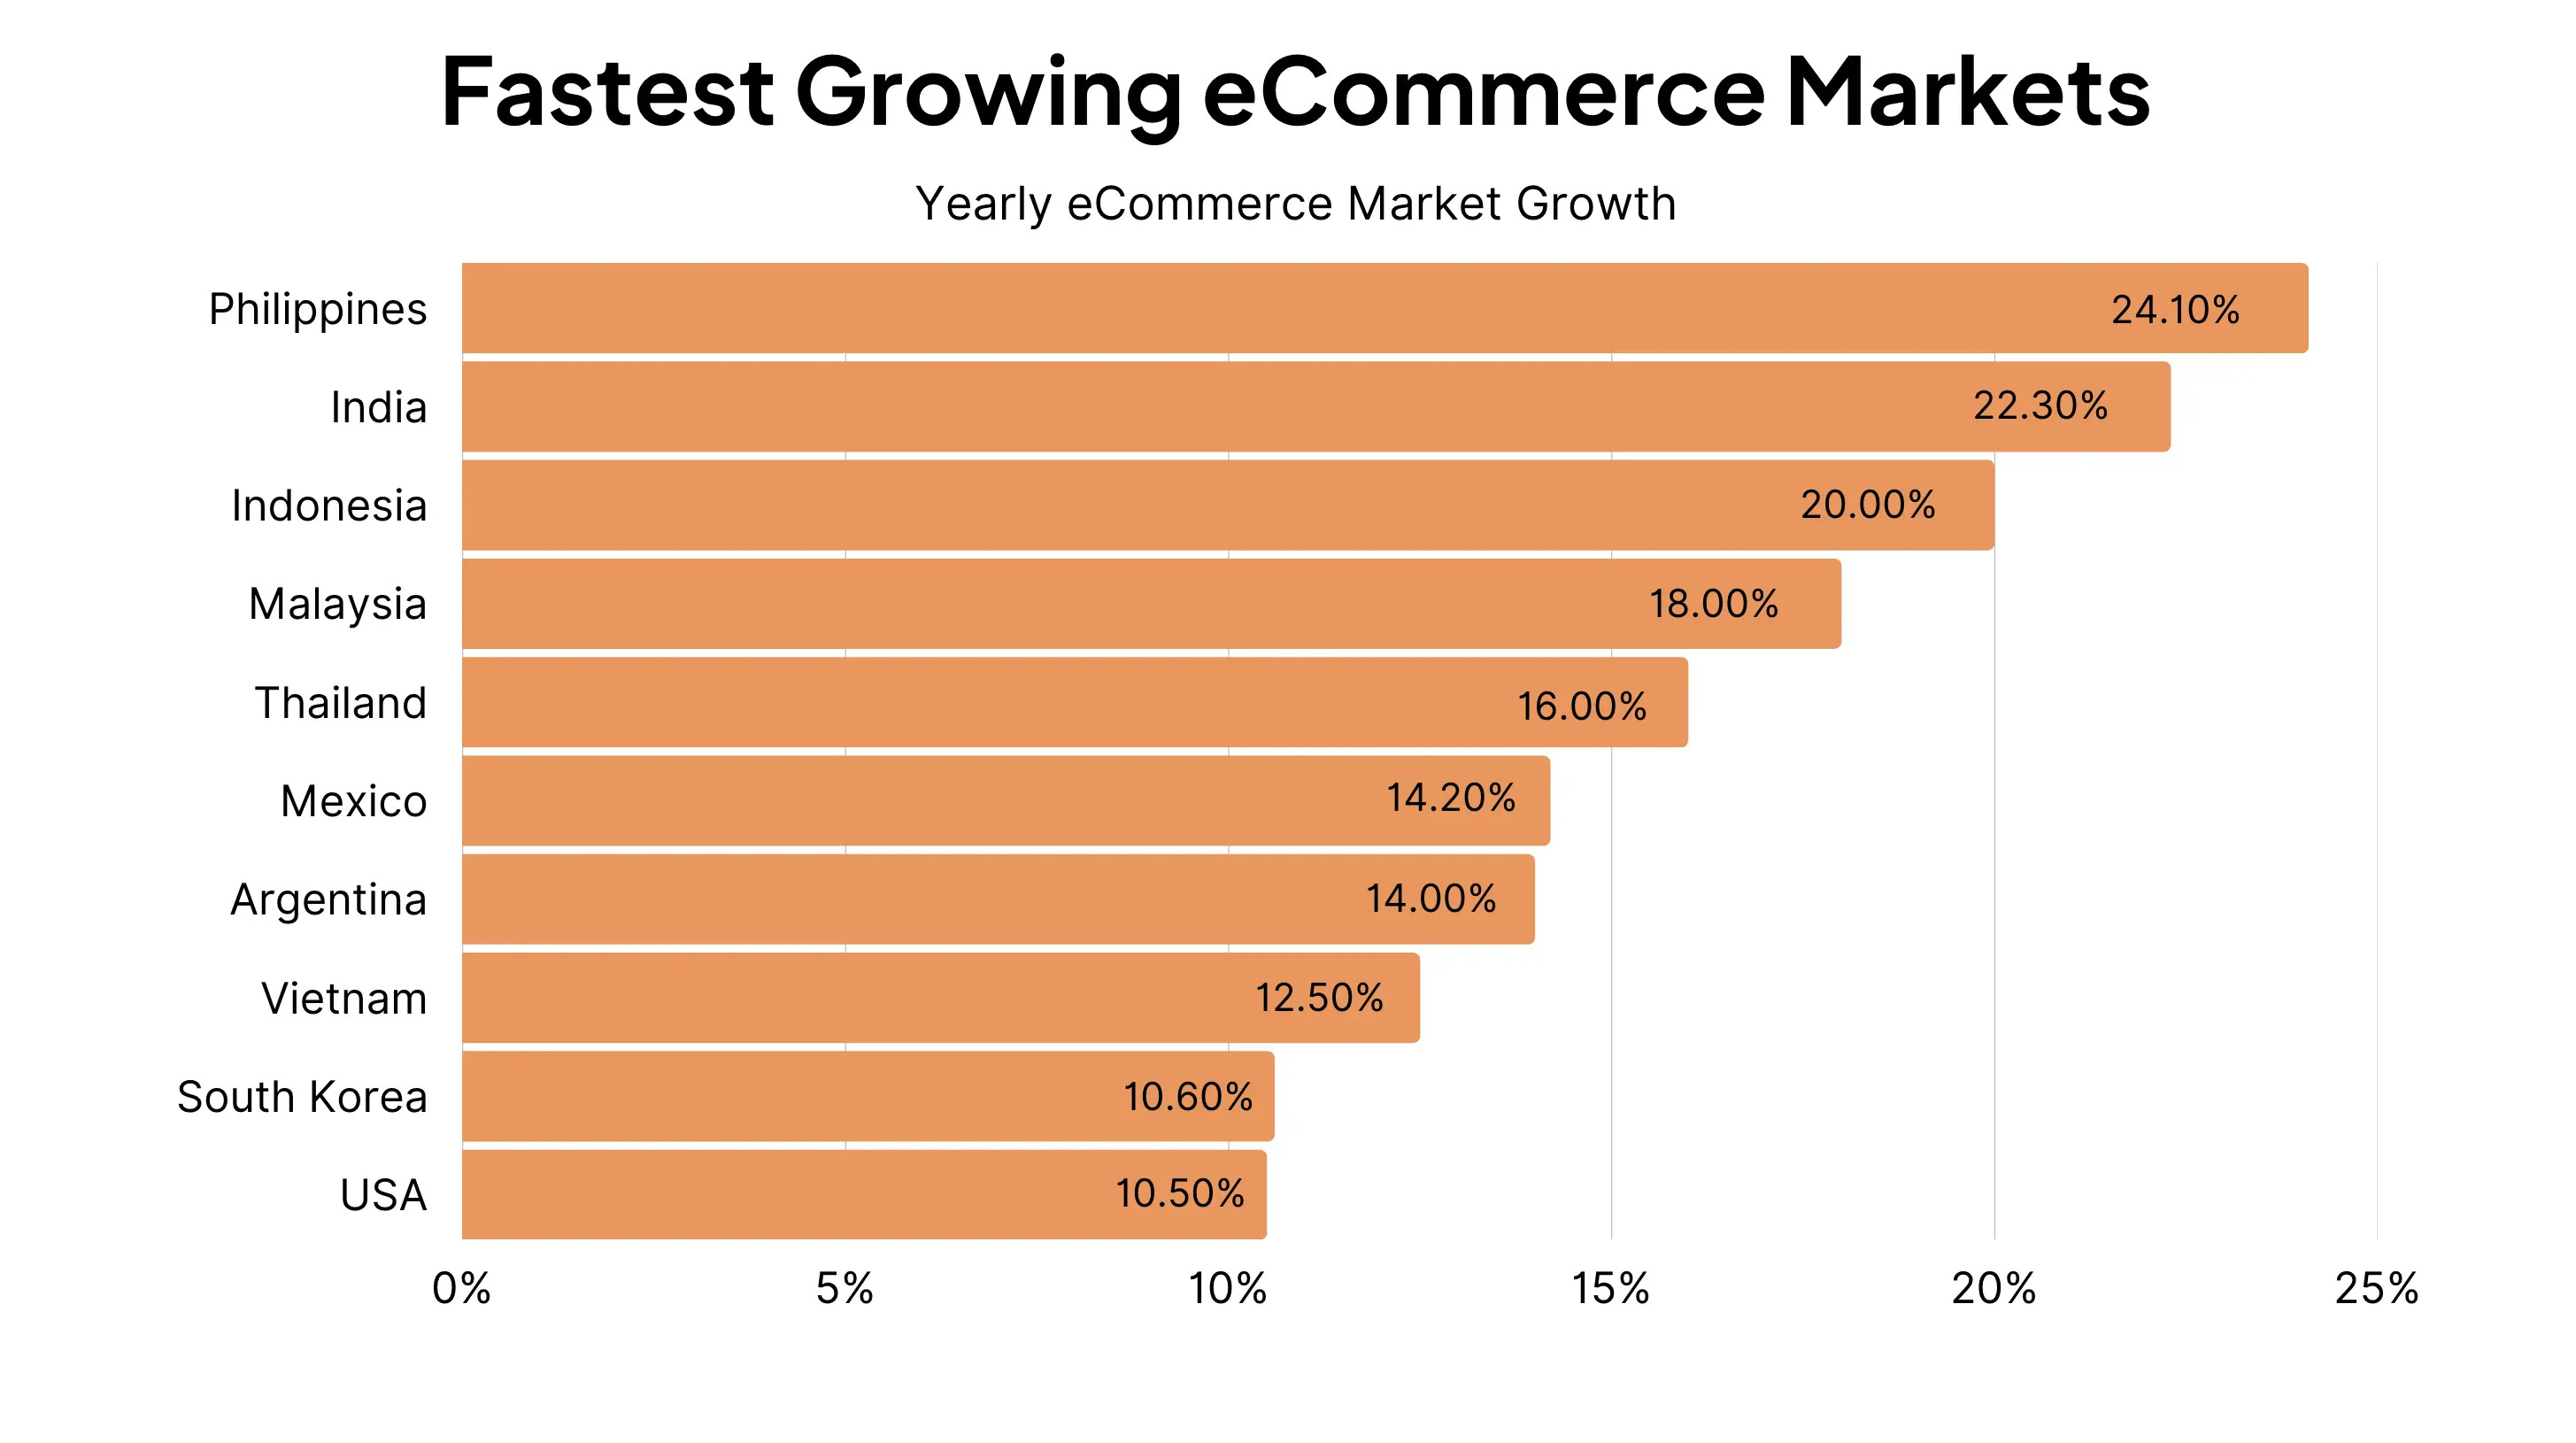 Fastest Growing eCommerce Markets
Yearly eCommerce Market Growth
Philippines 24.10%
India 22.30%
Indonesia 20.00%
Malaysia 18.00%
Thailand 16.00%
Mexico 14.20%
Argentina 14.00%
Vietnam 12.50%
South Korea 10.60%
USA 10.50%
0% 5% 10% 15% 20% 25%